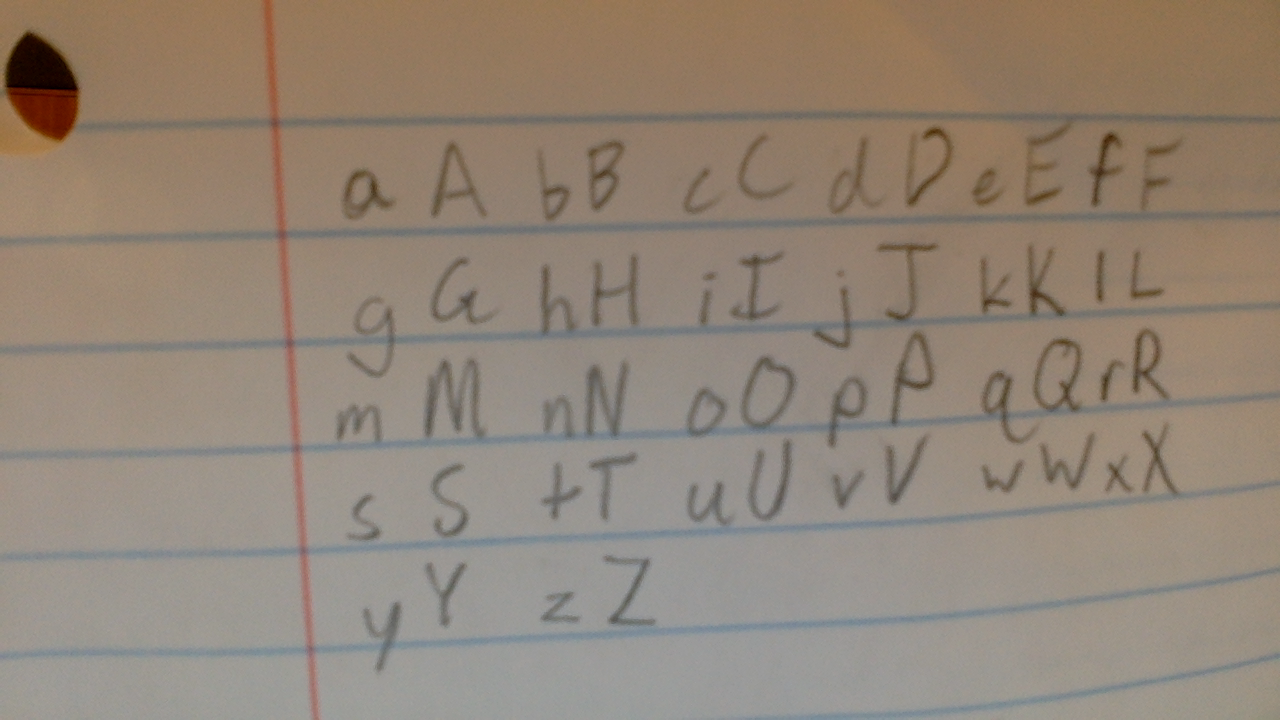 a A bB cC dD eE fF
g G hH iI jJ kK lL
m M nN oO pP qQ rR
s S tT uU vV wW xX
yY zZ